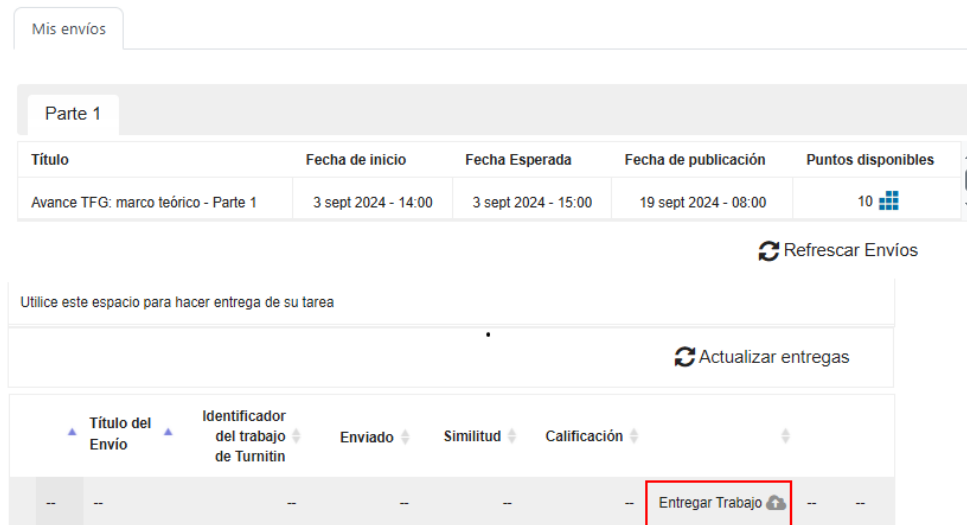 Mis envíos
Parte 1
Título Fecha de inicio Fecha Esperada Fecha de publicación Puntos disponibles
Avance TFG: marco teórico - Parte 1 3 sept 2024 - 14:00 3 sept 2024 - 15:00 19 sept 2024 - 08:00 10
Refrescar Envíos
Utilice este espacio para hacer entrega de su tarea
Actualizar entregas
Título del Envío Identificador del trabajo de Turnitin Enviado Similitud Calificación
-- -- -- -- -- -- Entregar Trabajo -- --